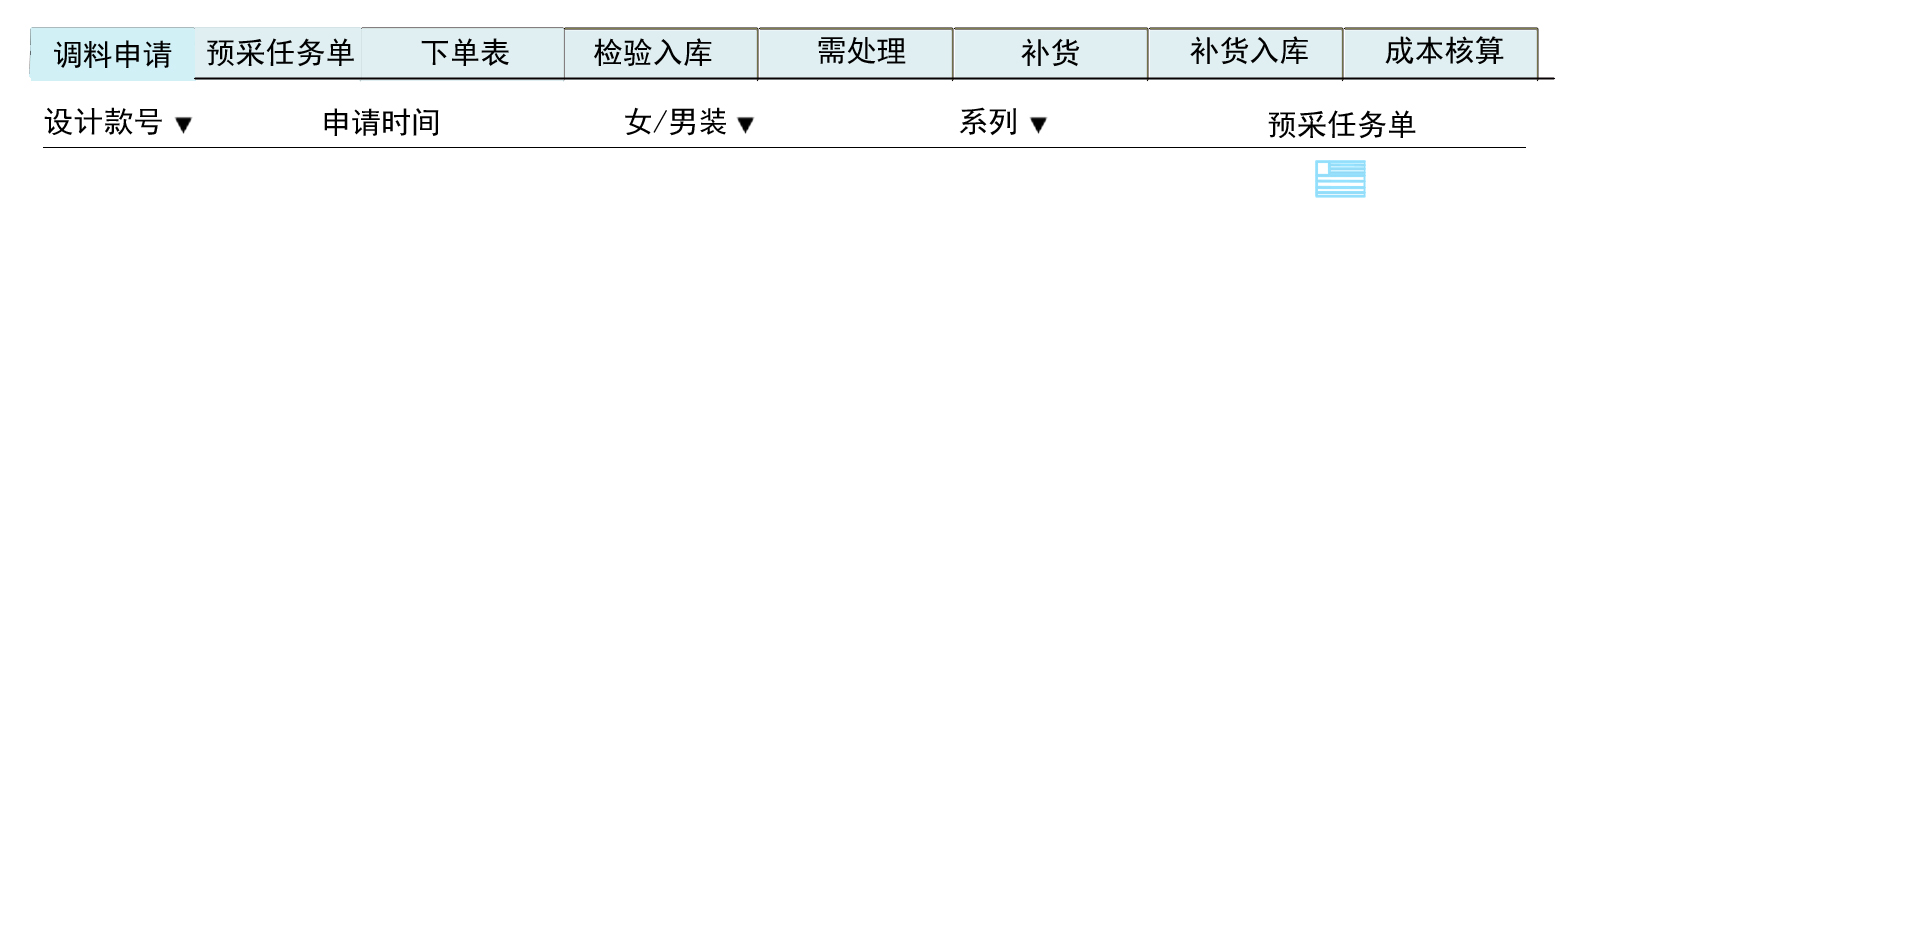 调料申请 预采任务单 下单表 检验入库 需处理 补货 补货入库 成本核算
设计款号 ▼ 申请时间 女/男装 ▼ 系列 ▼ 预采任务单